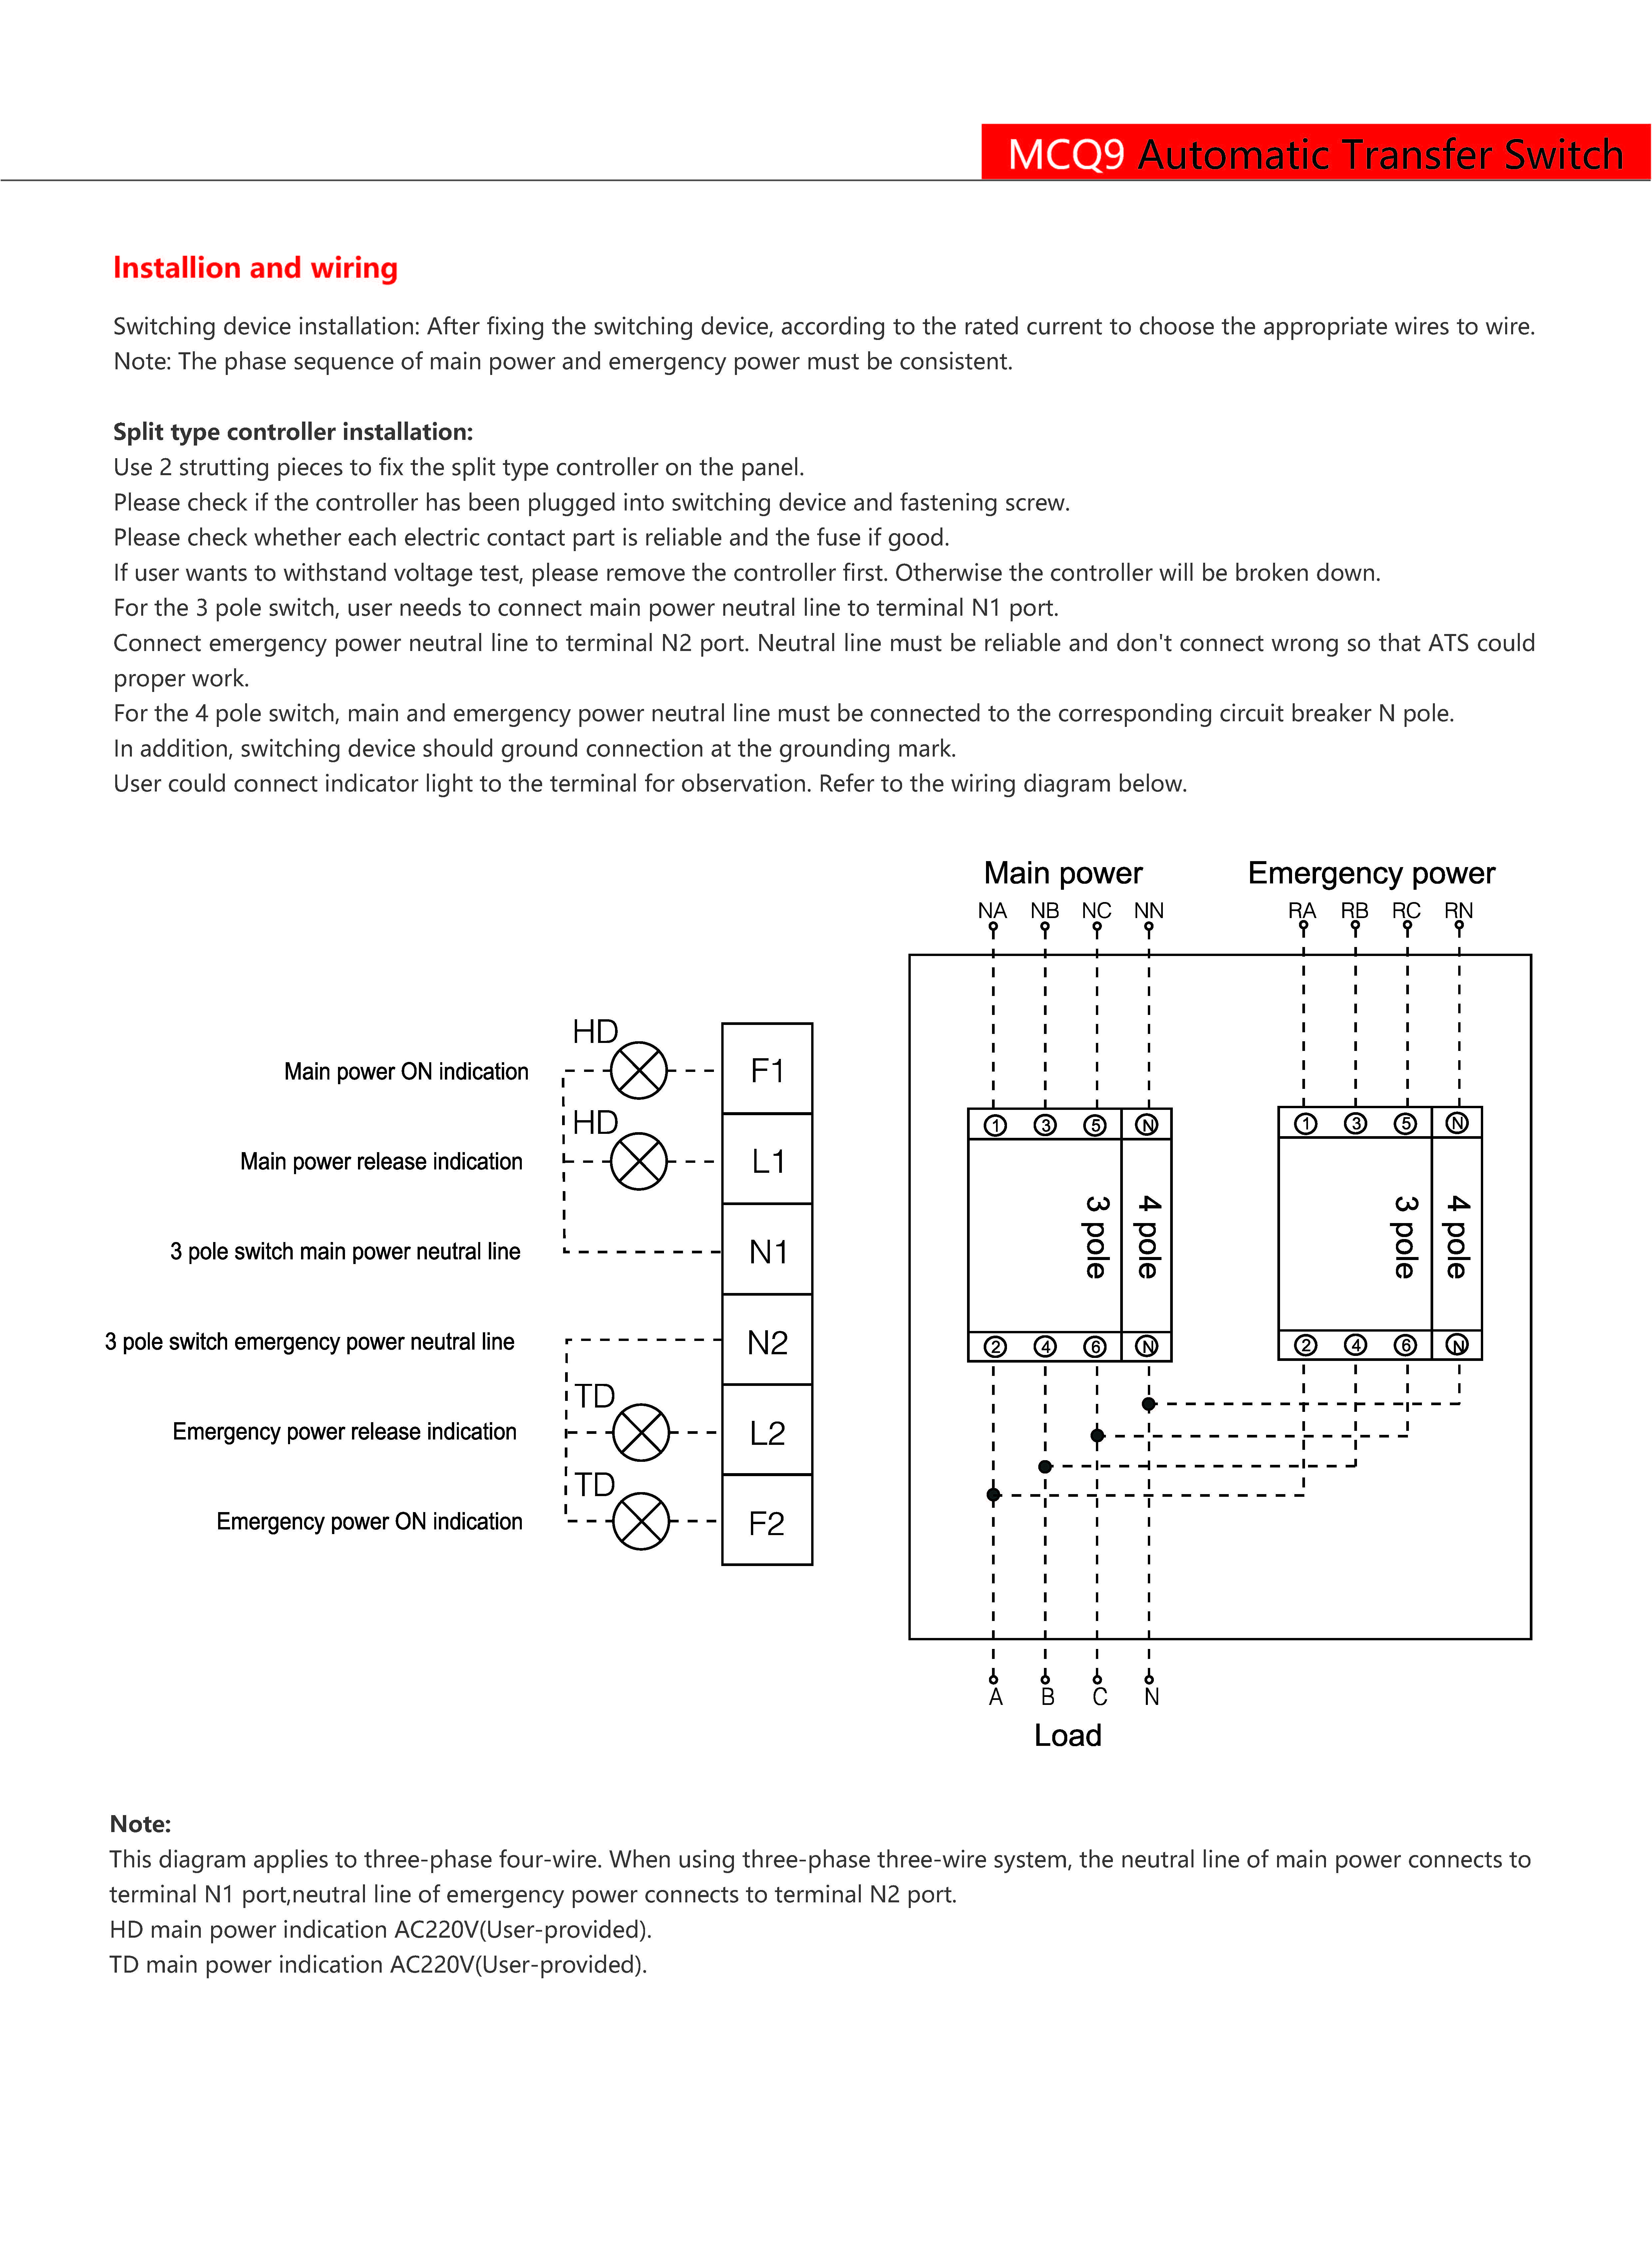 MCQ9 Automatic Transfer Switch
Installion and wiring
Switching device installation: After fixing the switching device, according to the rated current to choose the appropriate wires to wire.
Note: The phase sequence of main power and emergency power must be consistent.
Split type controller installation:
Use 2 strutting pieces to fix the split type controller on the panel.
Please check if the controller has been plugged into switching device and fastening screw.
Please check whether each electric contact part is reliable and the fuse if good.
If user wants to withstand voltage test, please remove the controller first. Otherwise the controller will be broken down.
For the 3 pole switch, user needs to connect main power neutral line to terminal N1 port.
Connect emergency power neutral line to terminal N2 port. Neutral line must be reliable and don't connect wrong so that ATS could
proper work.
For the 4 pole switch, main and emergency power neutral line must be connected to the corresponding circuit breaker N pole.
In addition, switching device should ground connection at the grounding mark.
User could connect indicator light to the terminal for observation. Refer to the wiring diagram below.
Main power ON indication HD F1
Main power release indication HD L1
3 pole switch main power neutral line N1
3 pole switch emergency power neutral line N2
Emergency power release indication TD L2
Emergency power ON indication TD F2
Main power Emergency power
NA NB NC NN RA RB RC RN
1 3 5 N 1 3 5 N
3 pole 4 pole 3 pole 4 pole
2 4 6 N 2 4 6 N
A B C N
Load
Note:
This diagram applies to three-phase four-wire. When using three-phase three-wire system, the neutral line of main power connects to
terminal N1 port,neutral line of emergency power connects to terminal N2 port.
HD main power indication AC220V(User-provided).
TD main power indication AC220V(User-provided).